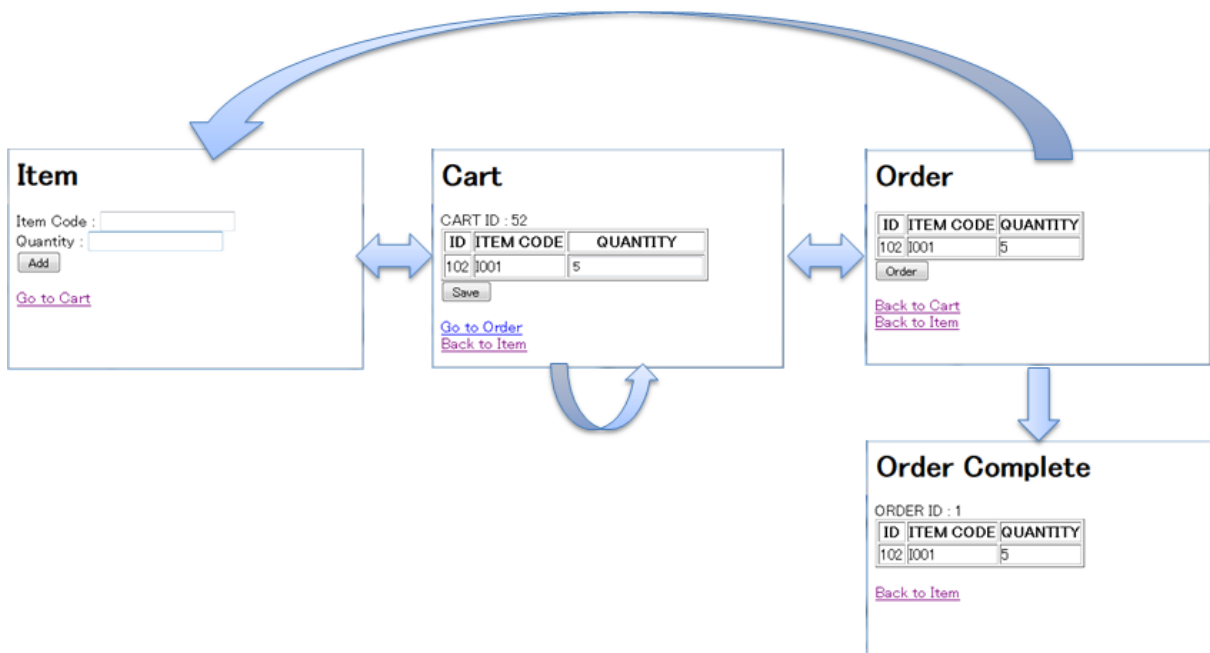 Item
Item Code :
Quantity :
Add
Go to Cart
Cart
CART ID : 52
ID ITEM CODE QUANTITY
102 I001 5
Save
Go to Order
Back to Item
Order
ID ITEM CODE QUANTITY
102 I001 5
Order
Back to Cart
Back to Item
Order Complete
ORDER ID : 1
ID ITEM CODE QUANTITY
102 I001 5
Back to Item